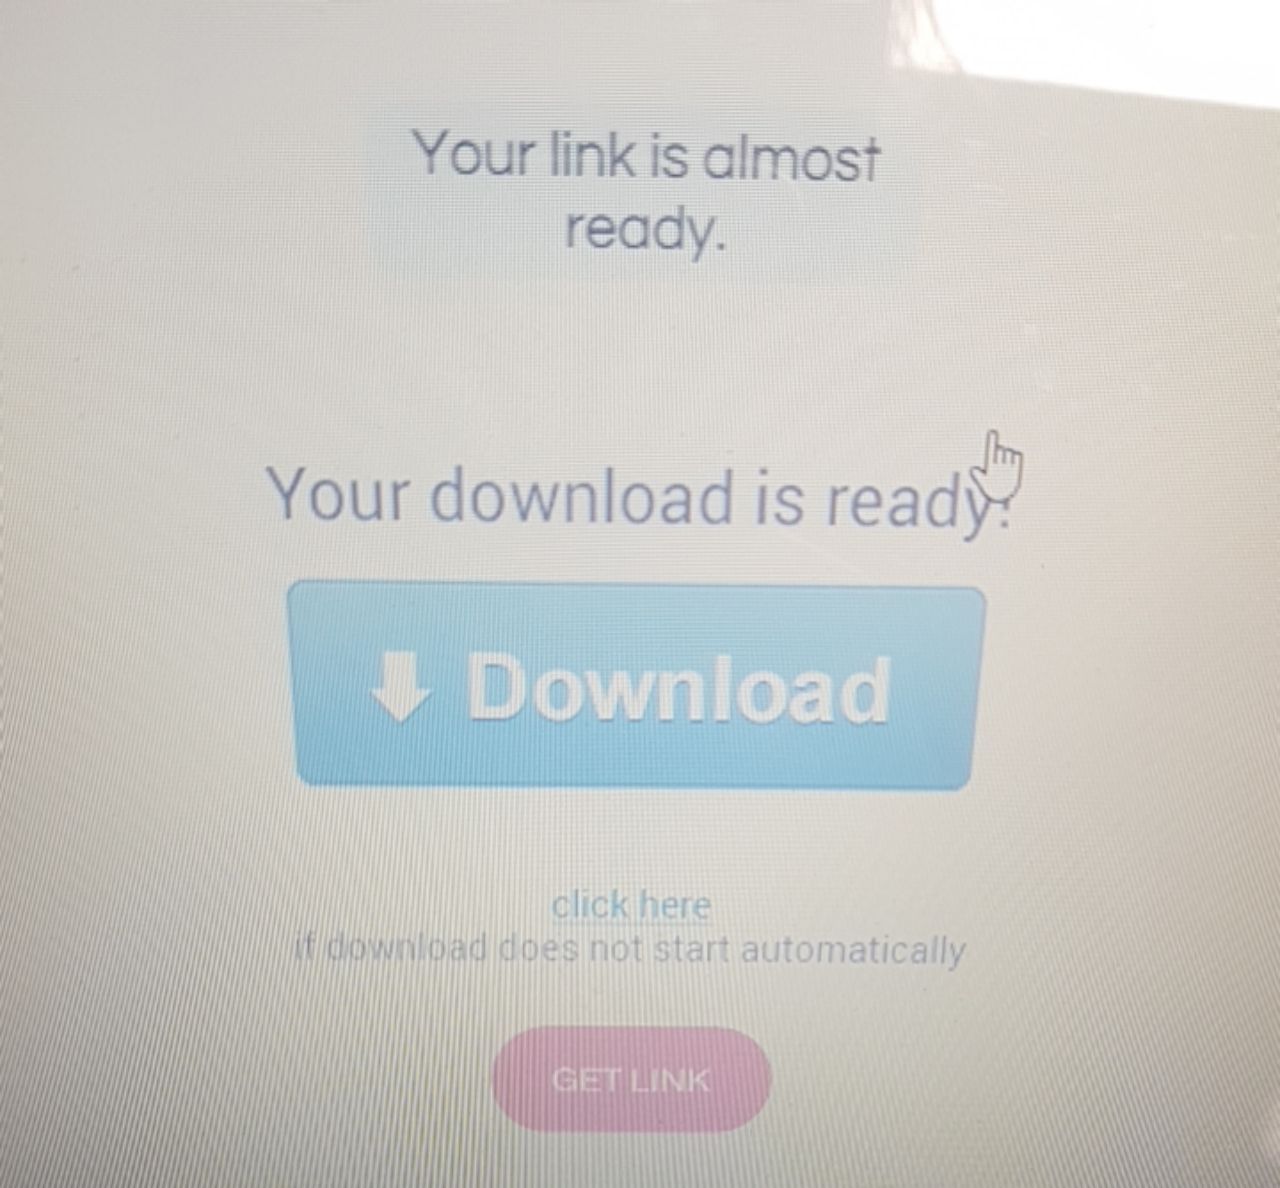 Your link is almost
ready.
Your download is ready!
Download
click here
if download does not start automatically
GET LINK